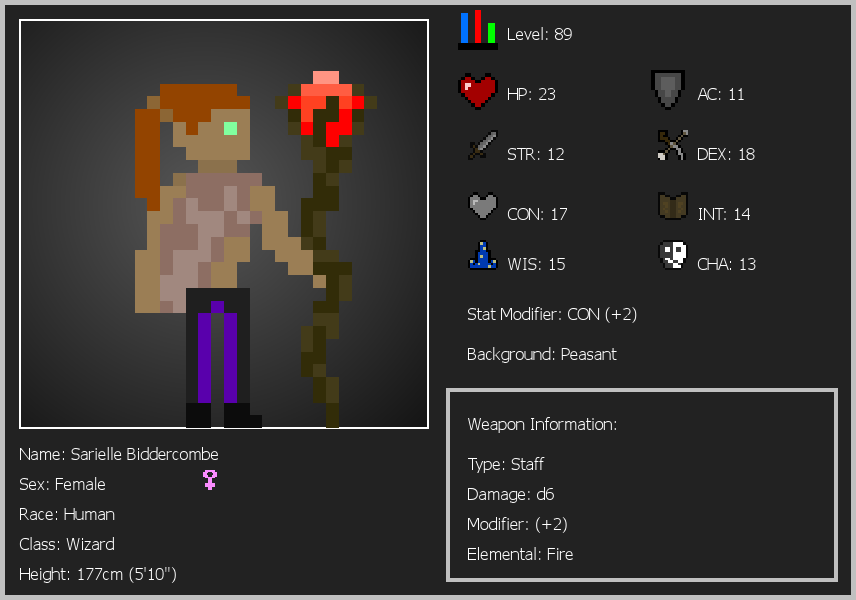 Level: 89
HP: 23
AC: 11
STR: 12
DEX: 18
CON: 17
INT: 14
WIS: 15
CHA: 13
Stat Modifier: CON (+2)
Background: Peasant
Weapon Information:
Type: Staff
Damage: d6
Modifier: (+2)
Elemental: Fire
Name: Sarielle Biddercombe
Sex: Female
Race: Human
Class: Wizard
Height: 177cm (5'10")